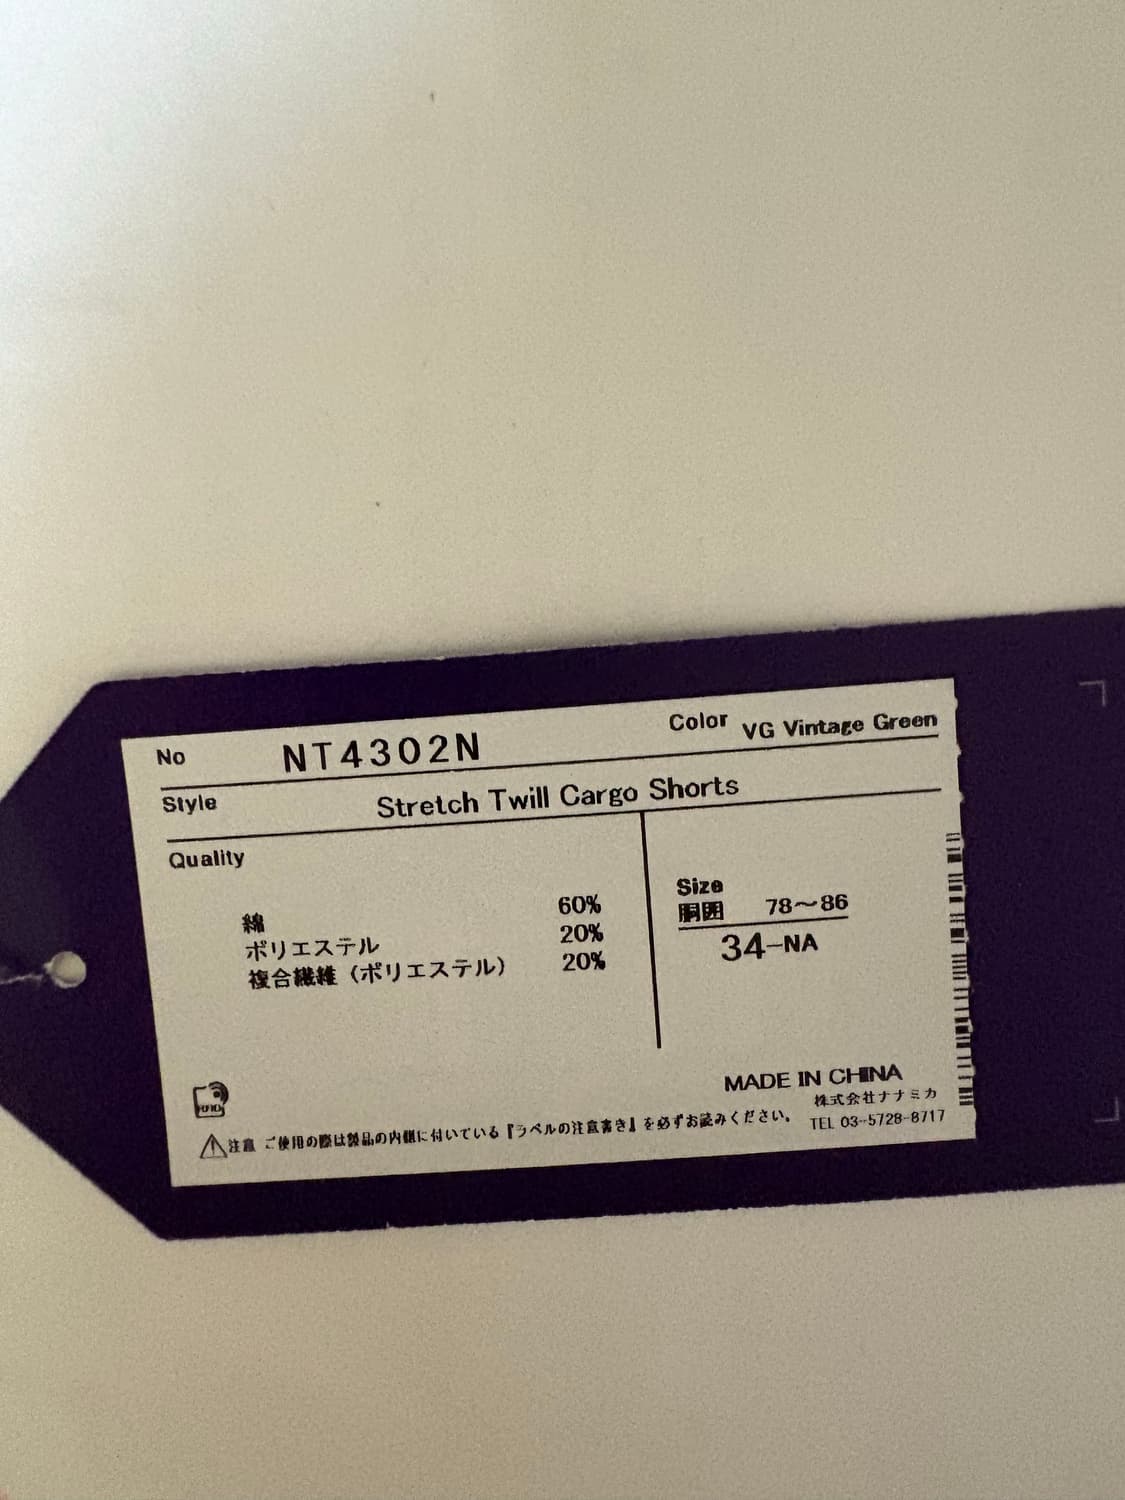 No NT4302N Color VG Vintage Green
Style Stretch Twill Cargo Shorts
Quality
綿 60%
ポリエステル 20%
複合繊維（ポリエステル） 20%
Size
胴囲 78〜86
34-NA
RFID
MADE IN CHINA
株式会社ナナミカ
TEL 03-5728-8717
注意 ご使用の際は製品の内側に付いている『ラベルの注意書き』を必ずお読みください。